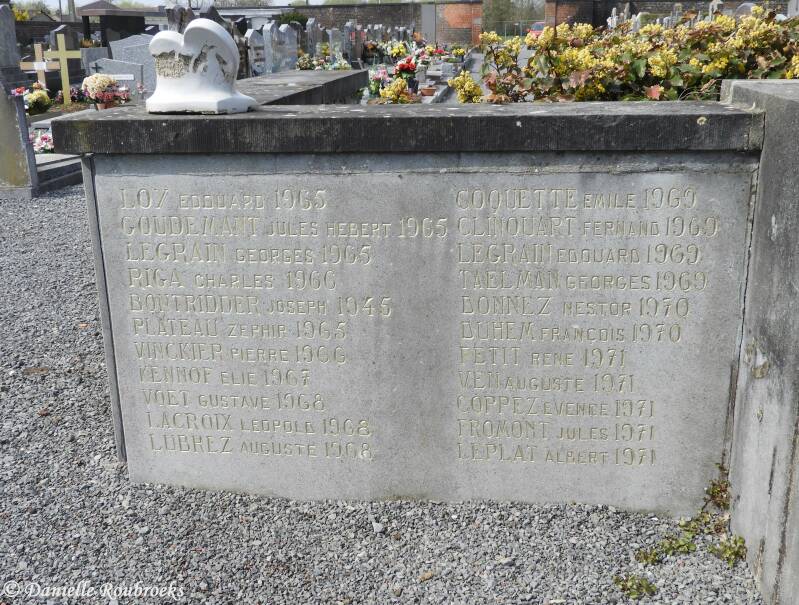 LOY EDOUARD 1965
GOUDEMANT JULES HEBERT 1965
LEGRAIN GEORGES 1965
RIGA CHARLES 1966
BONTRIDDER JOSEPH 1945
PLATEAU ZEPHIR 1965
VINCKIER PIERRE 1966
KENNOF ELIE 1967
VOET GUSTAVE 1968
LACROIX LEOPOLD 1968
LUBREZ AUGUSTE 1968
COQUETTE EMILE 1969
CLINQUART FERNAND 1969
LEGRAIN EDOUARD 1969
TAELMAN GEORGES 1969
BONNEZ NESTOR 1970
DUHEM FRANCOIS 1970
PETIT RENE 1971
VEN AUGUSTE 1971
COPPEZ EVENCE 1971
FROMONT JULES 1971
LEPLAT ALBERT 1971
©Danielle Roubroeks